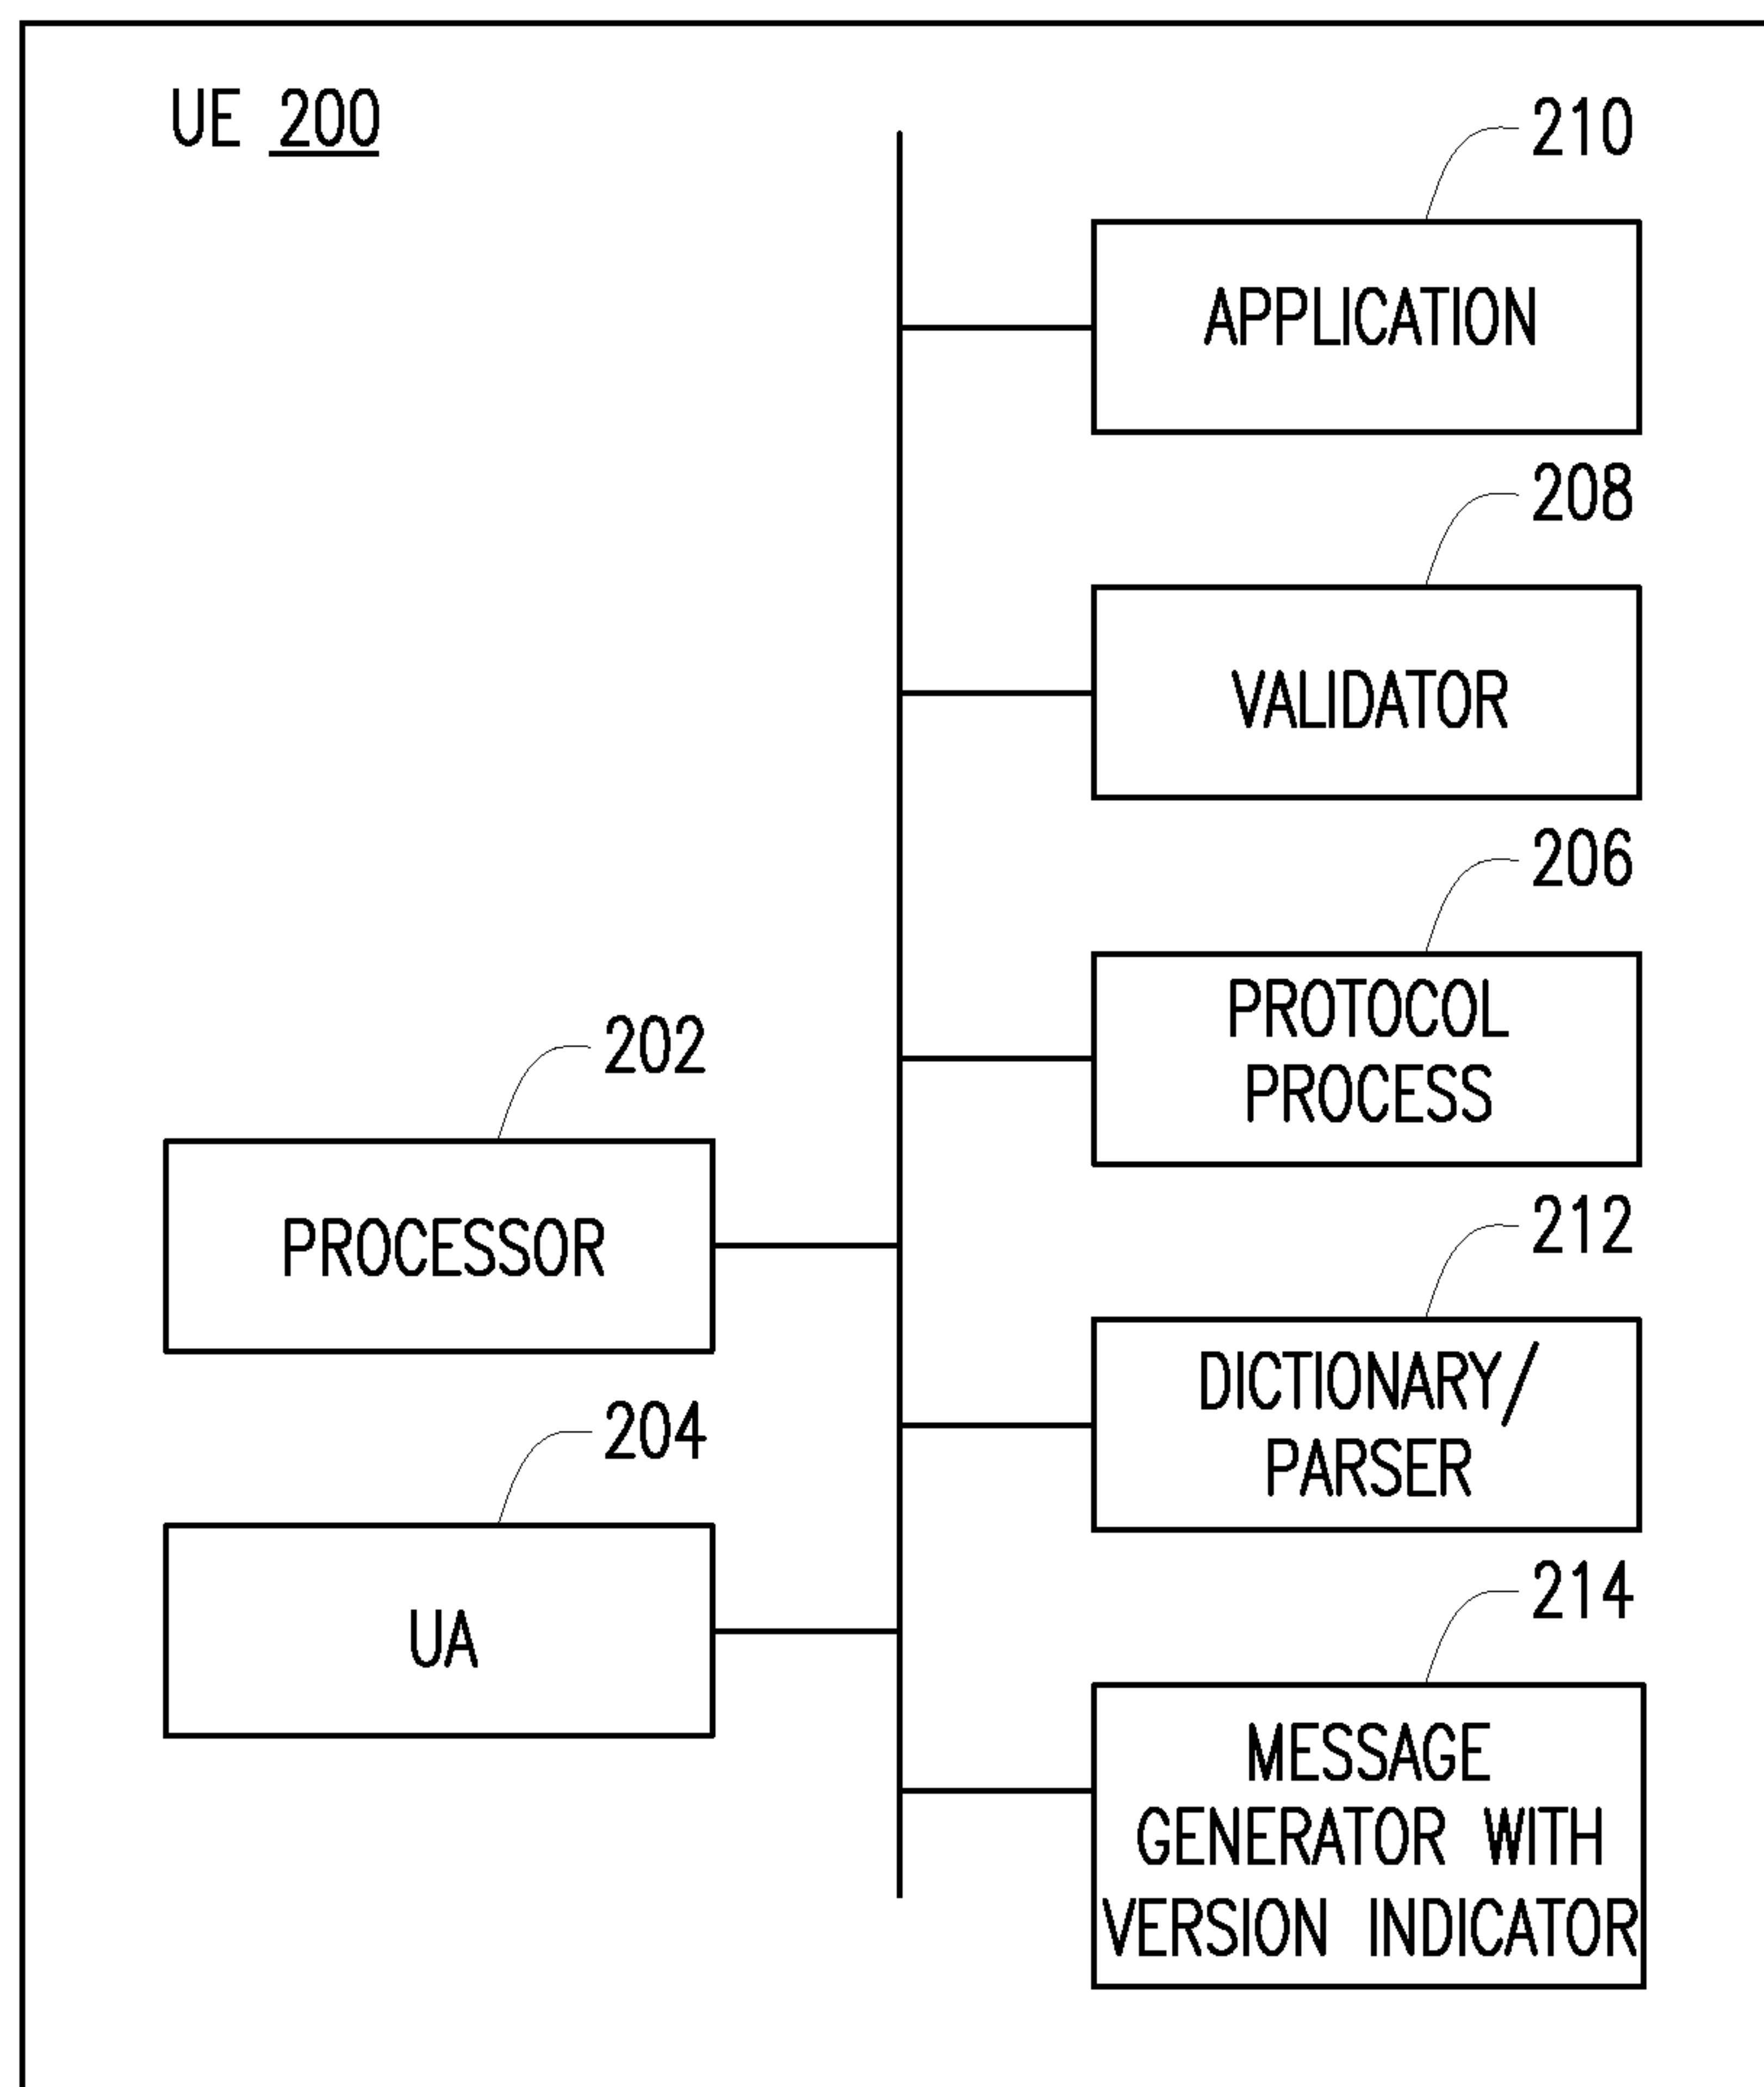 UE 200
210
APPLICATION
208
VALIDATOR
206
PROTOCOL
PROCESS
202
PROCESSOR
212
DICTIONARY/
PARSER
204
UA
214
MESSAGE
GENERATOR WITH
VERSION INDICATOR